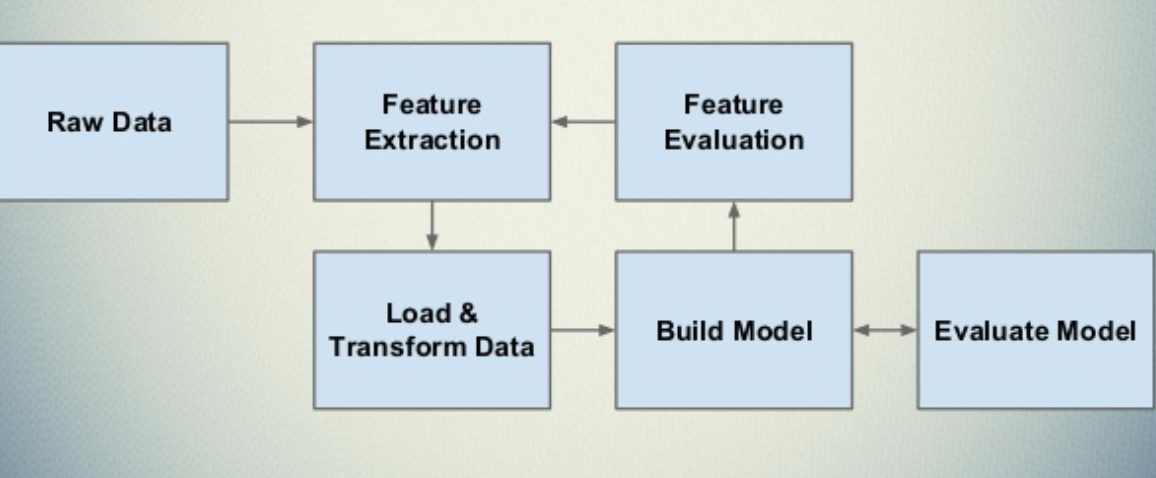 Raw Data
Feature
Extraction
Feature
Evaluation
Load &
Transform Data
Build Model
Evaluate Model